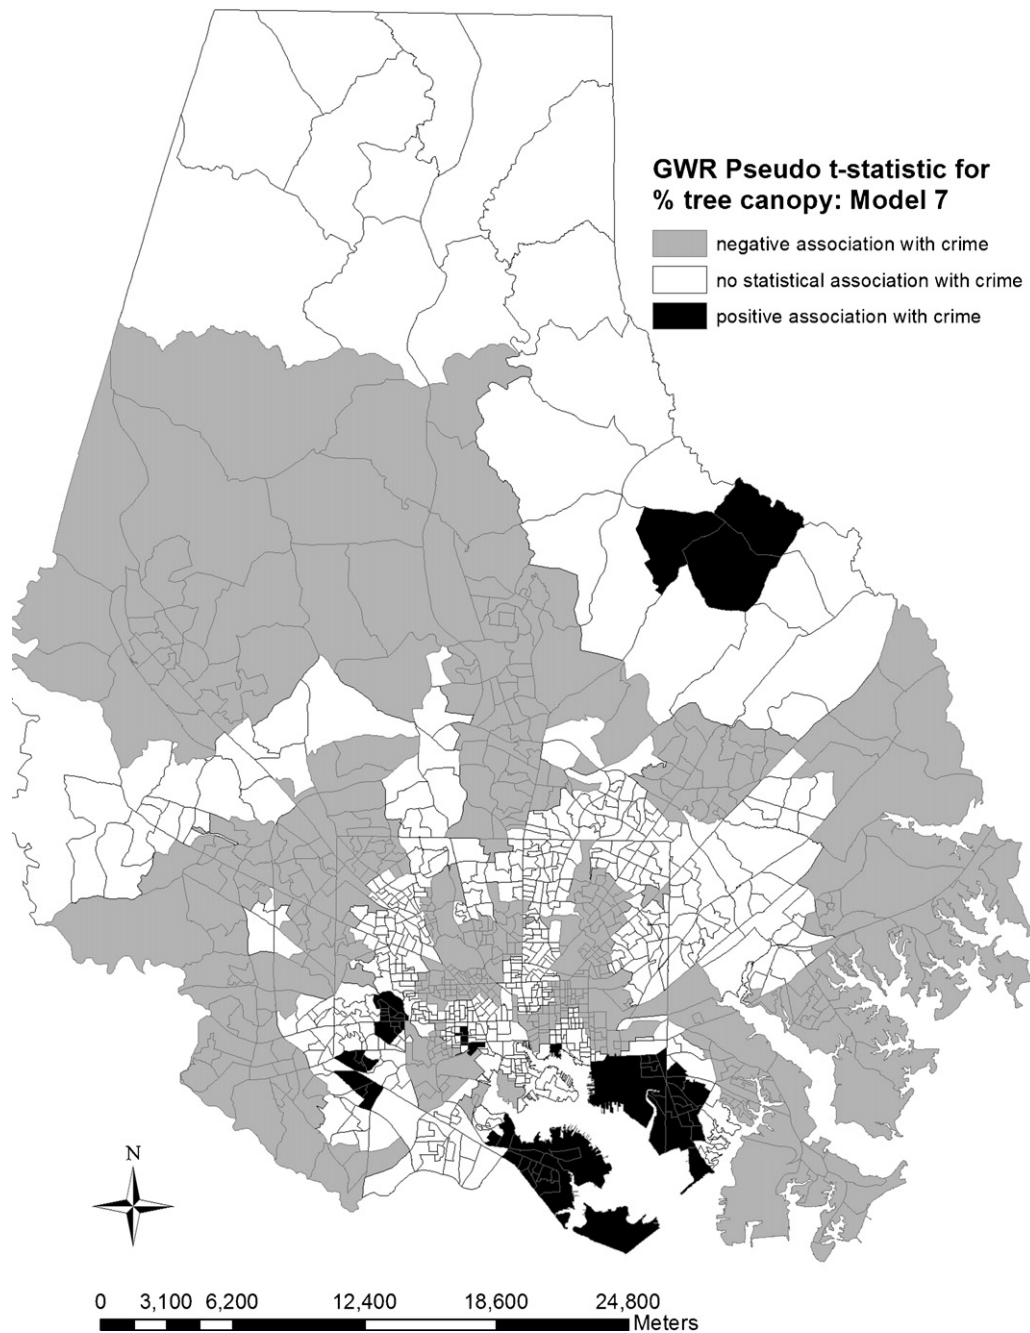 GWR Pseudo t-statistic for
% tree canopy: Model 7
negative association with crime
no statistical association with crime
positive association with crime
N
0 3,100 6,200 12,400 18,600 24,800
Meters